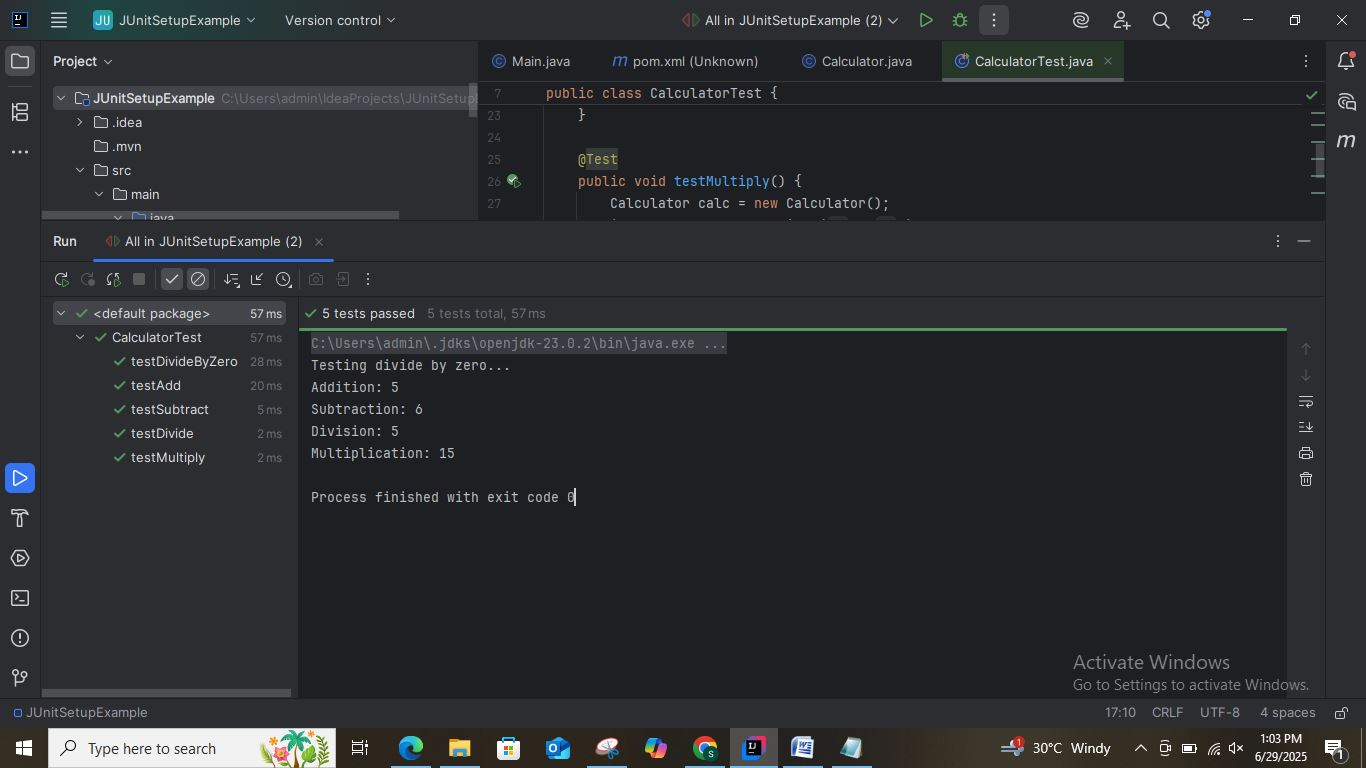 JU JUnitSetupExample Version control All in JUnitSetupExample (2)
Project
Main.java pom.xml (Unknown) Calculator.java CalculatorTest.java
JUnitSetupExample C:\Users\admin\IdeaProjects\JUnitSetup
.idea
.mvn
src
main
java
7 public class CalculatorTest {
23 }
24
25 @Test
26 public void testMultiply() {
27 Calculator calc = new Calculator();
Run All in JUnitSetupExample (2)
<default package> 57 ms
CalculatorTest 57 ms
testDivideByZero 28 ms
testAdd 20 ms
testSubtract 5 ms
testDivide 2 ms
testMultiply 2 ms
5 tests passed 5 tests total, 57 ms
C:\Users\admin\.jdks\openjdk-23.0.2\bin\java.exe ...
Testing divide by zero...
Addition: 5
Subtraction: 6
Division: 5
Multiplication: 15
Process finished with exit code 0
Activate Windows
Go to Settings to activate Windows.
JUnitSetupExample 17:10 CRLF UTF-8 4 spaces
Type here to search 30°C Windy 1:03 PM
6/29/2025